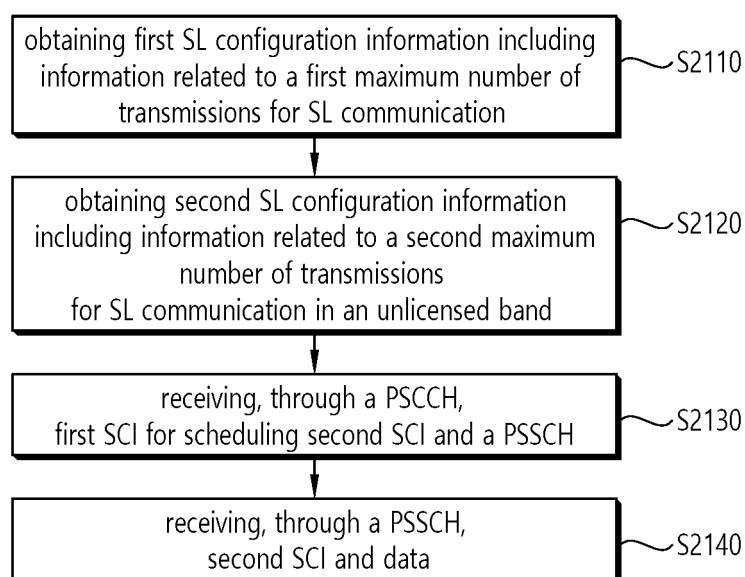 obtaining first SL configuration information including
information related to a first maximum number of
transmissions for SL communication
S2110
obtaining second SL configuration information
including information related to a second maximum
number of transmissions
for SL communication in an unlicensed band
S2120
receiving, through a PSCCH,
first SCI for scheduling second SCI and a PSSCH
S2130
receiving, through a PSSCH,
second SCI and data
S2140